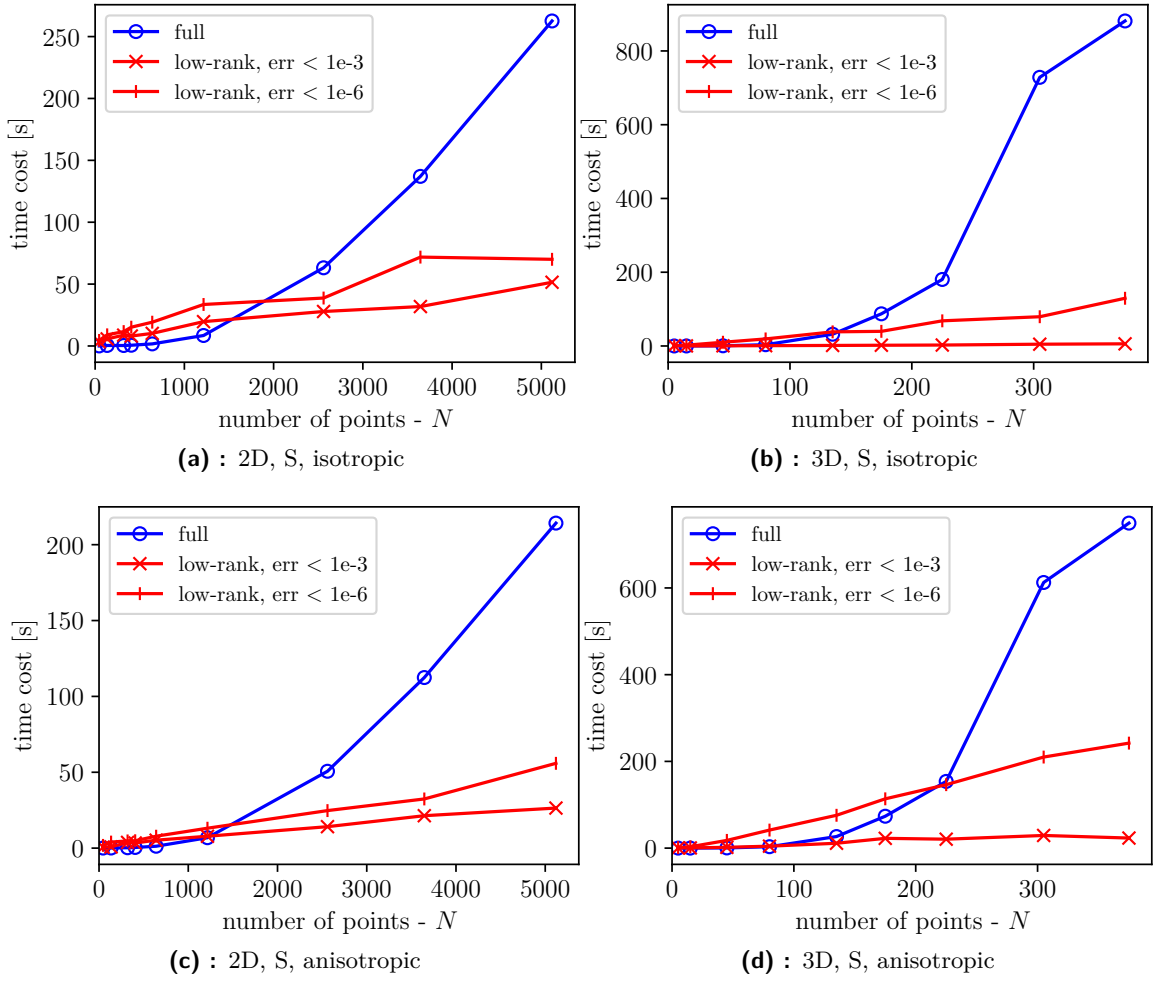 full
low-rank, err < 1e-3
low-rank, err < 1e-6
time cost [s]
250
200
150
100
50
0
0 1000 2000 3000 4000 5000
number of points - N
(a) : 2D, S, isotropic
full
low-rank, err < 1e-3
low-rank, err < 1e-6
time cost [s]
800
600
400
200
0
0 100 200 300
number of points - N
(b) : 3D, S, isotropic
full
low-rank, err < 1e-3
low-rank, err < 1e-6
time cost [s]
200
150
100
50
0
0 1000 2000 3000 4000 5000
number of points - N
(c) : 2D, S, anisotropic
full
low-rank, err < 1e-3
low-rank, err < 1e-6
time cost [s]
600
400
200
0
0 100 200 300
number of points - N
(d) : 3D, S, anisotropic